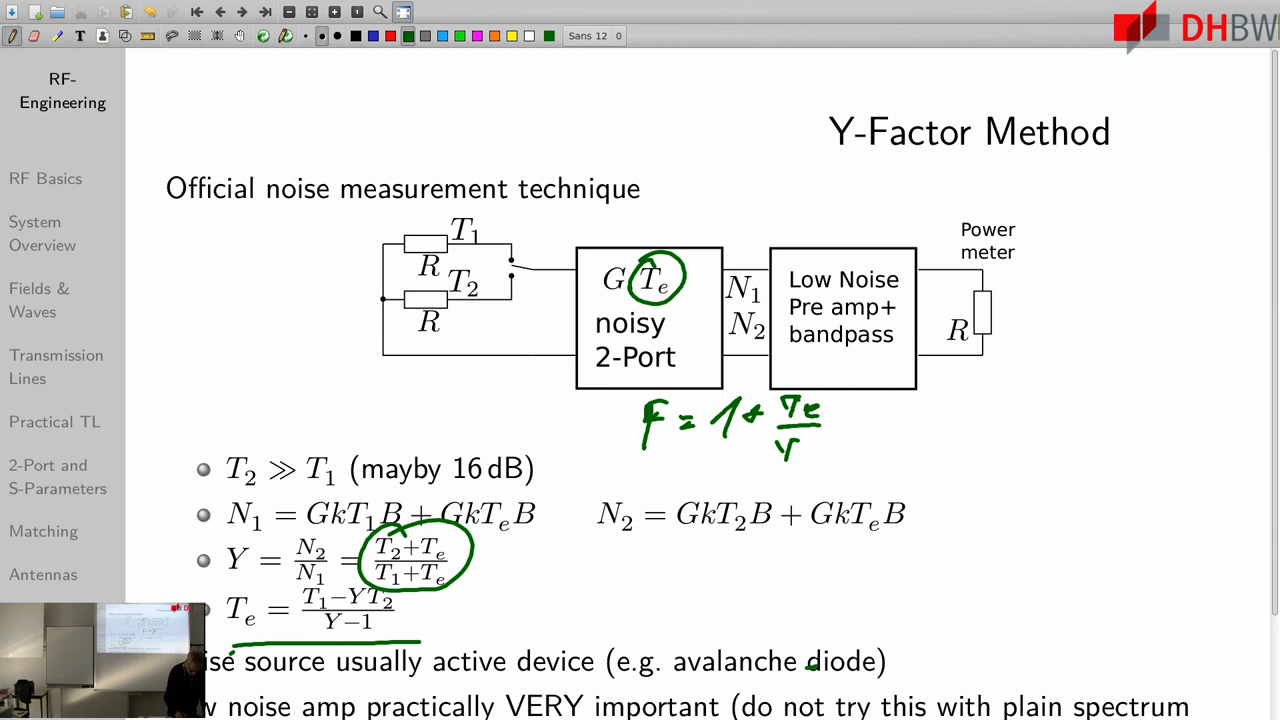 Sans 12 0
DHBW
RF-
Engineering
RF Basics
System
Overview
Fields &
Waves
Transmission
Lines
Practical TL
2-Port and
S-Parameters
Matching
Antennas
Y-Factor Method
Official noise measurement technique
T₁
R
T₂
R
G, Tₑ
noisy
2-Port
N₁
N₂
Low Noise
Pre amp+
bandpass
Power
meter
R
F = 1 + Te/T
T₂ ≫ T₁ (mayby 16 dB)
N₁ = GkT₁B + GkTₑB N₂ = GkT₂B + GkTₑB
Y = N₂/N₁ = (T₂+Tₑ)/(T₁+Tₑ)
Tₑ = (T₁−YT₂)/(Y−1)
source usually active device (e.g. avalanche diode)
noise amp practically VERY important (do not try this with plain spectrum